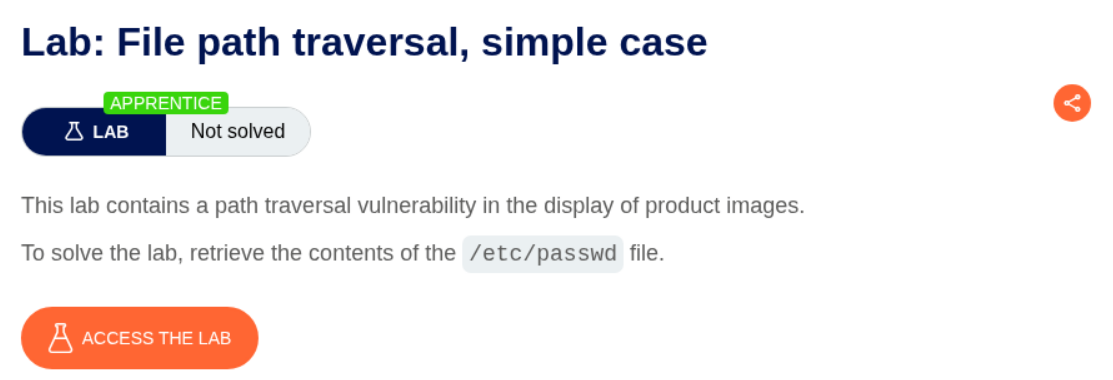 Lab: File path traversal, simple case
APPRENTICE
LAB Not solved
This lab contains a path traversal vulnerability in the display of product images.
To solve the lab, retrieve the contents of the /etc/passwd file.
ACCESS THE LAB